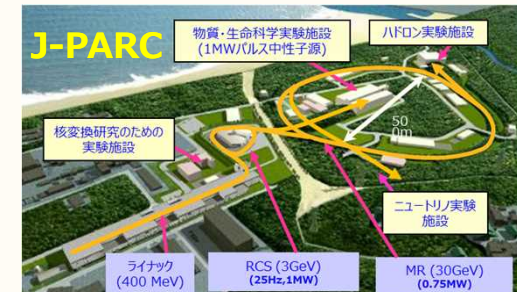 J-PARC
物質・生命科学実験施設
(1MWパルス中性子源)
ハドロン実験施設
50
0m
核変換研究のための
実験施設
ニュートリノ実験
施設
ライナック
(400 MeV)
RCS (3GeV)
(25Hz,1MW)
MR (30GeV)
(0.75MW)